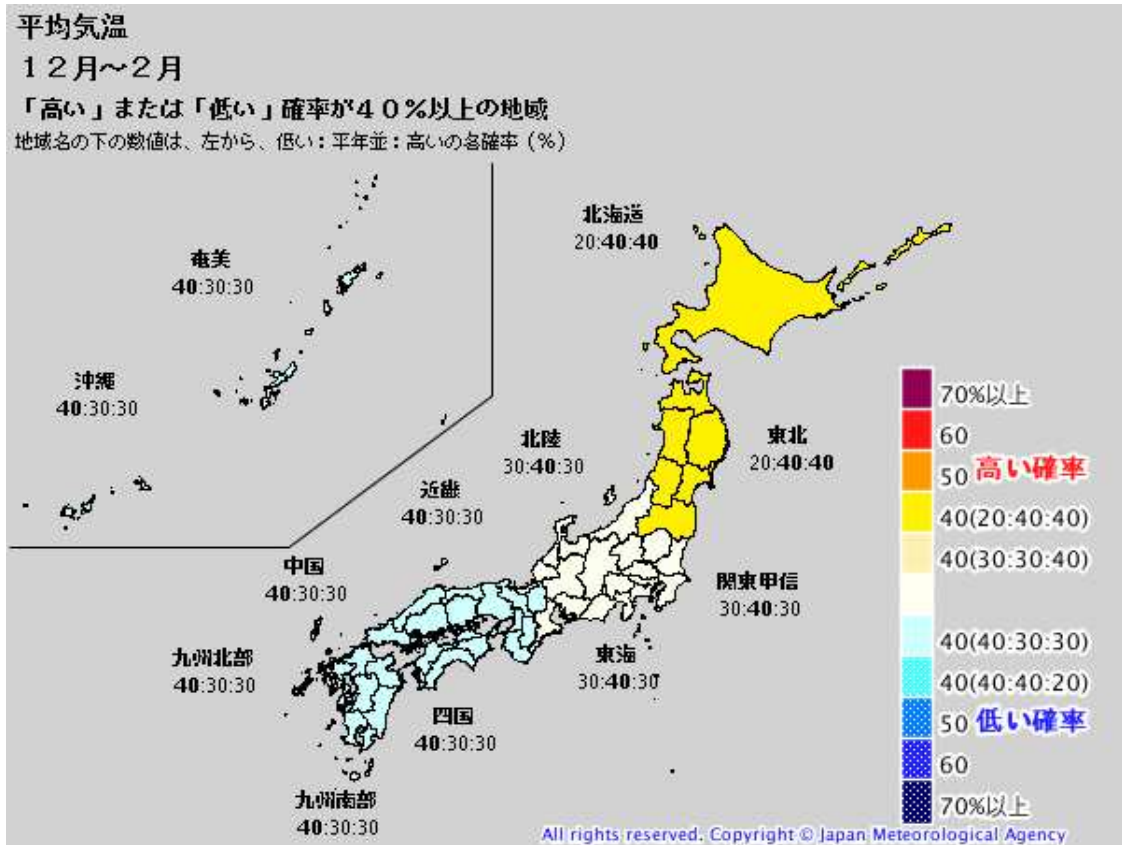 平均気温
12月~2月
「高い」または「低い」確率が40%以上の地域
地域名の下の数値は、左から、低い:平年並:高いの各確率(%)
北海道
20:40:40
奄美
40:30:30
沖縄
40:30:30
北陸
30:40:30
東北
20:40:40
近畿
40:30:30
中国
40:30:30
関東甲信
30:40:30
九州北部
40:30:30
東海
30:40:30
四国
40:30:30
九州南部
40:30:30
70%以上
60
50 高い確率
40(20:40:40)
40(30:30:40)
40(40:30:30)
40(40:40:20)
50 低い確率
60
70%以上
All rights reserved. Copyright © Japan Meteorological Agency